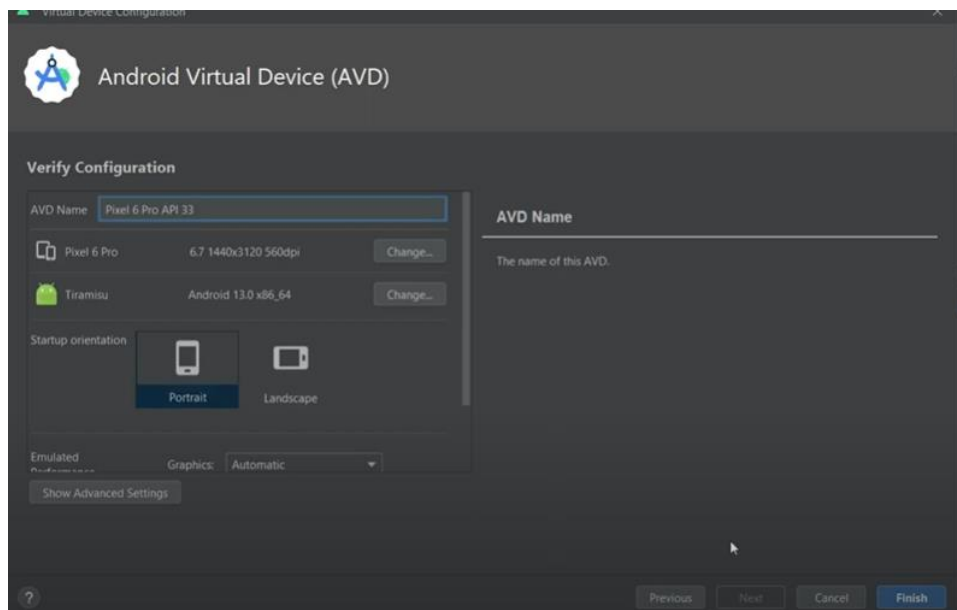 Virtual Device Configuration
Android Virtual Device (AVD)
Verify Configuration
AVD Name Pixel 6 Pro API 33
Pixel 6 Pro 6.7 1440x3120 560dpi Change...
Tiramisu Android 13.0 x86_64 Change...
Startup orientation
Portrait Landscape
Emulated
Performance Graphics: Automatic
Show Advanced Settings
AVD Name
The name of this AVD.
? Previous Next Cancel Finish